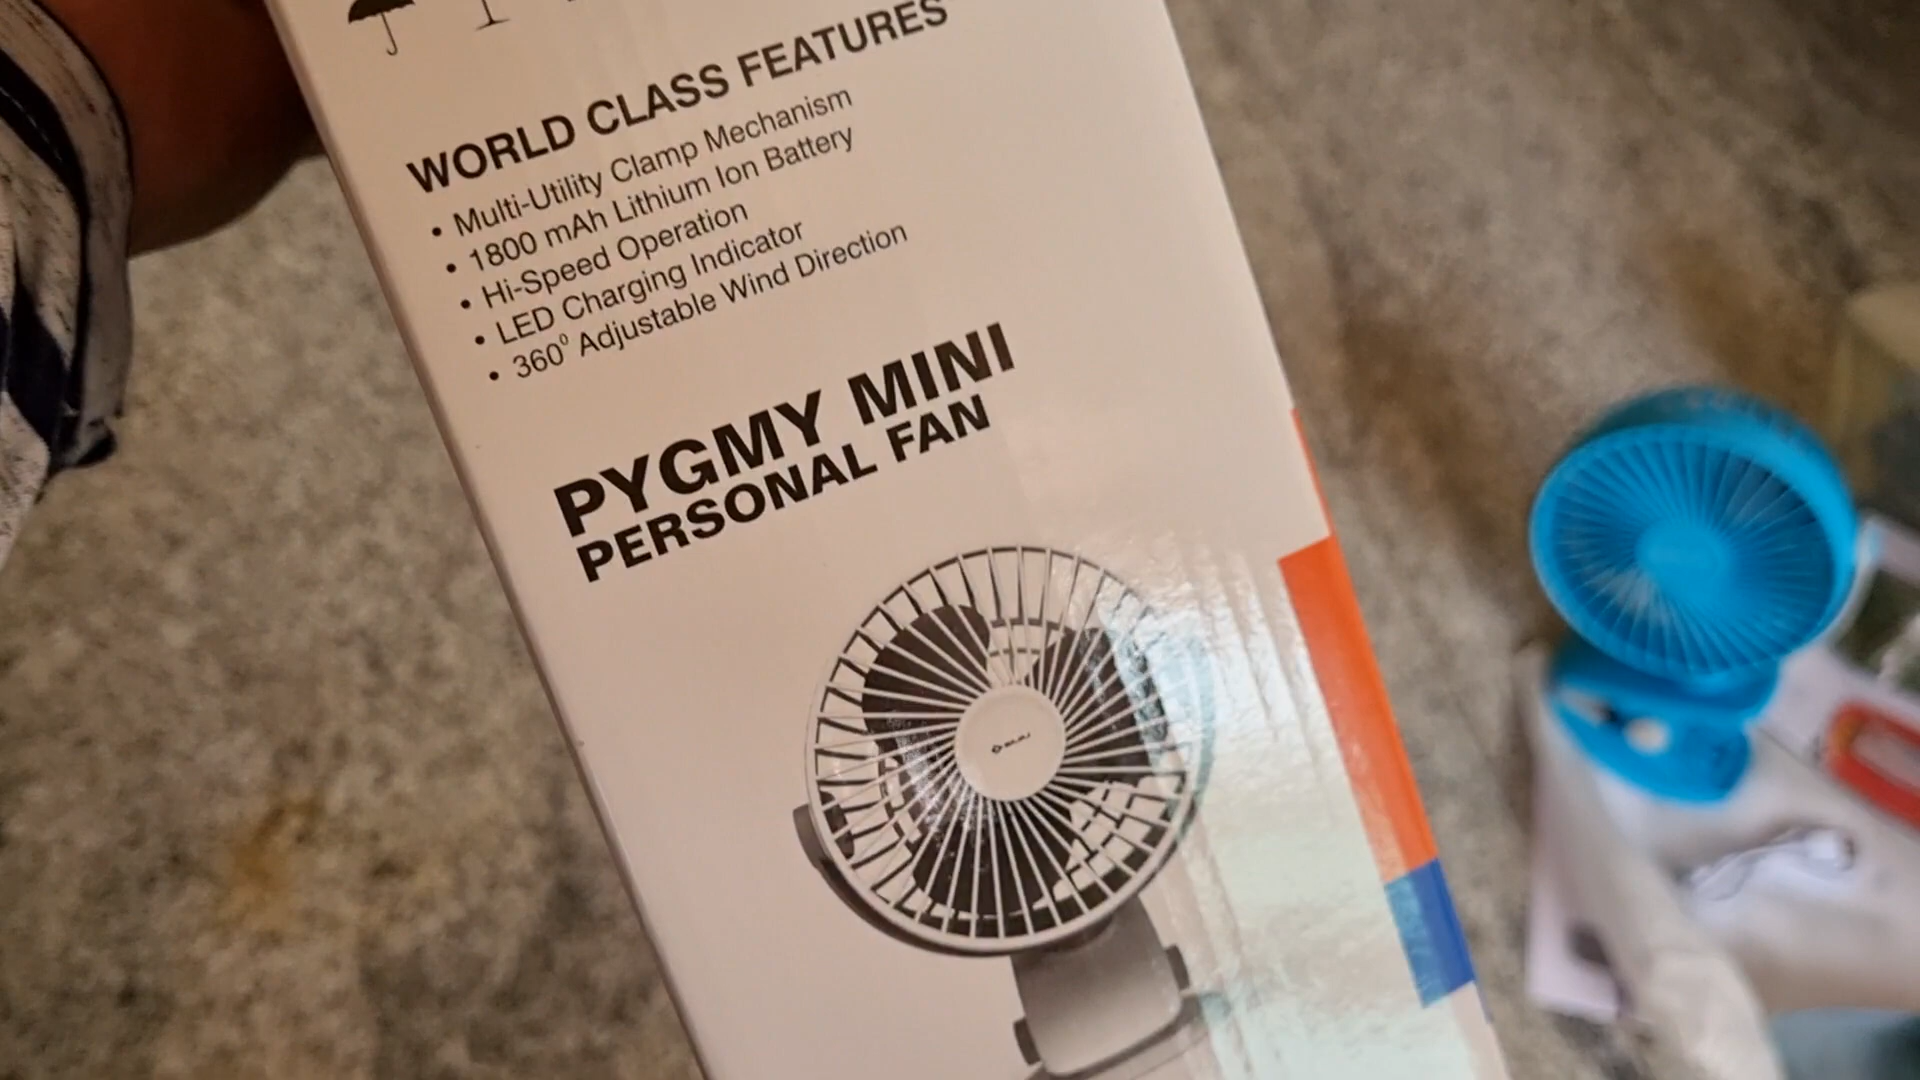 WORLD CLASS FEATURES
• Multi-Utility Clamp Mechanism
• 1800 mAh Lithium Ion Battery
• Hi-Speed Operation
• LED Charging Indicator
• 360° Adjustable Wind Direction
PYGMY MINI
PERSONAL FAN